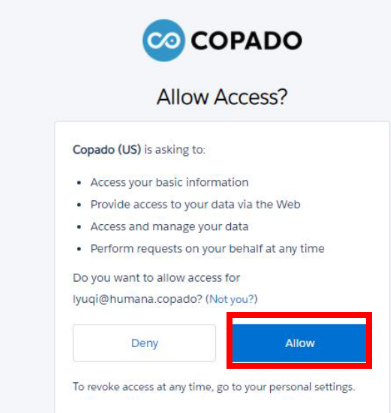 COPADO
Allow Access?
Copado (US) is asking to:
• Access your basic information
• Provide access to your data via the Web
• Access and manage your data
• Perform requests on your behalf at any time
Do you want to allow access for
lyuqi@humana.copado? (Not you?)
Deny
Allow
To revoke access at any time, go to your personal settings.